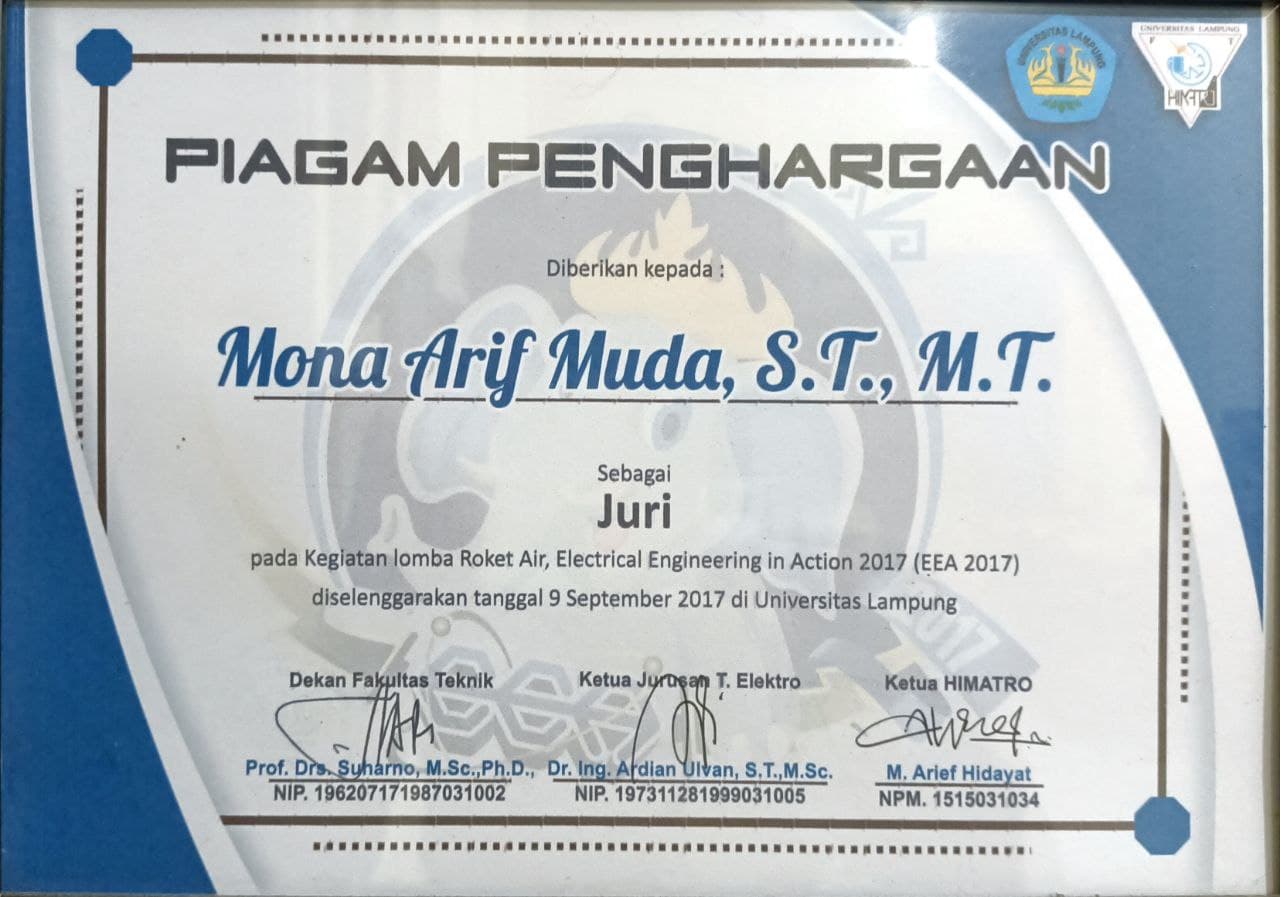 UNIVERSITAS LAMPUNG
UNIVERSITAS LAMPUNG
F T
HIMATRO
PIAGAM PENGHARGAAN
Diberikan kepada :
Mona Arif Muda, S.T., M.T.
Sebagai
Juri
pada Kegiatan lomba Roket Air, Electrical Engineering in Action 2017 (EEA 2017)
diselenggarakan tanggal 9 September 2017 di Universitas Lampung
2017
Dekan Fakultas Teknik Ketua Jurusan T. Elektro Ketua HIMATRO
Prof. Drs. Suharno, M.Sc.,Ph.D., Dr. Ing. Ardian Ulvan, S.T.,M.Sc. M. Arief Hidayat
NIP. 196207171987031002 NIP. 197311281999031005 NPM. 1515031034